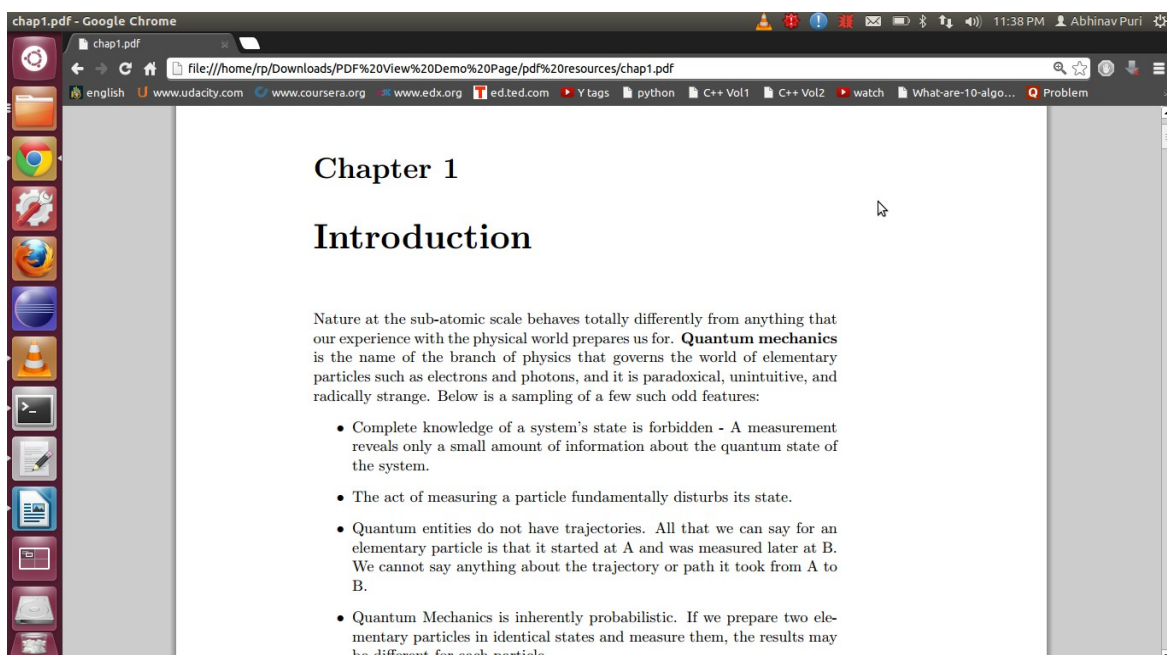 chap1.pdf - Google Chrome
11:38 PM Abhinav Puri
chap1.pdf
file:///home/rp/Downloads/PDF%20View%20Demo%20Page/pdf%20resources/chap1.pdf
english www.udacity.com www.coursera.org www.edx.org ed.ted.com Y tags python C++ Vol1 C++ Vol2 watch What-are-10-algo... Problem
Chapter 1
Introduction
Nature at the sub-atomic scale behaves totally differently from anything that
our experience with the physical world prepares us for. Quantum mechanics
is the name of the branch of physics that governs the world of elementary
particles such as electrons and photons, and it is paradoxical, unintuitive, and
radically strange. Below is a sampling of a few such odd features:
• Complete knowledge of a system's state is forbidden - A measurement
reveals only a small amount of information about the quantum state of
the system.
• The act of measuring a particle fundamentally disturbs its state.
• Quantum entities do not have trajectories. All that we can say for an
elementary particle is that it started at A and was measured later at B.
We cannot say anything about the trajectory or path it took from A to
B.
• Quantum Mechanics is inherently probabilistic. If we prepare two ele-
mentary particles in identical states and measure them, the results may
be different for each particle